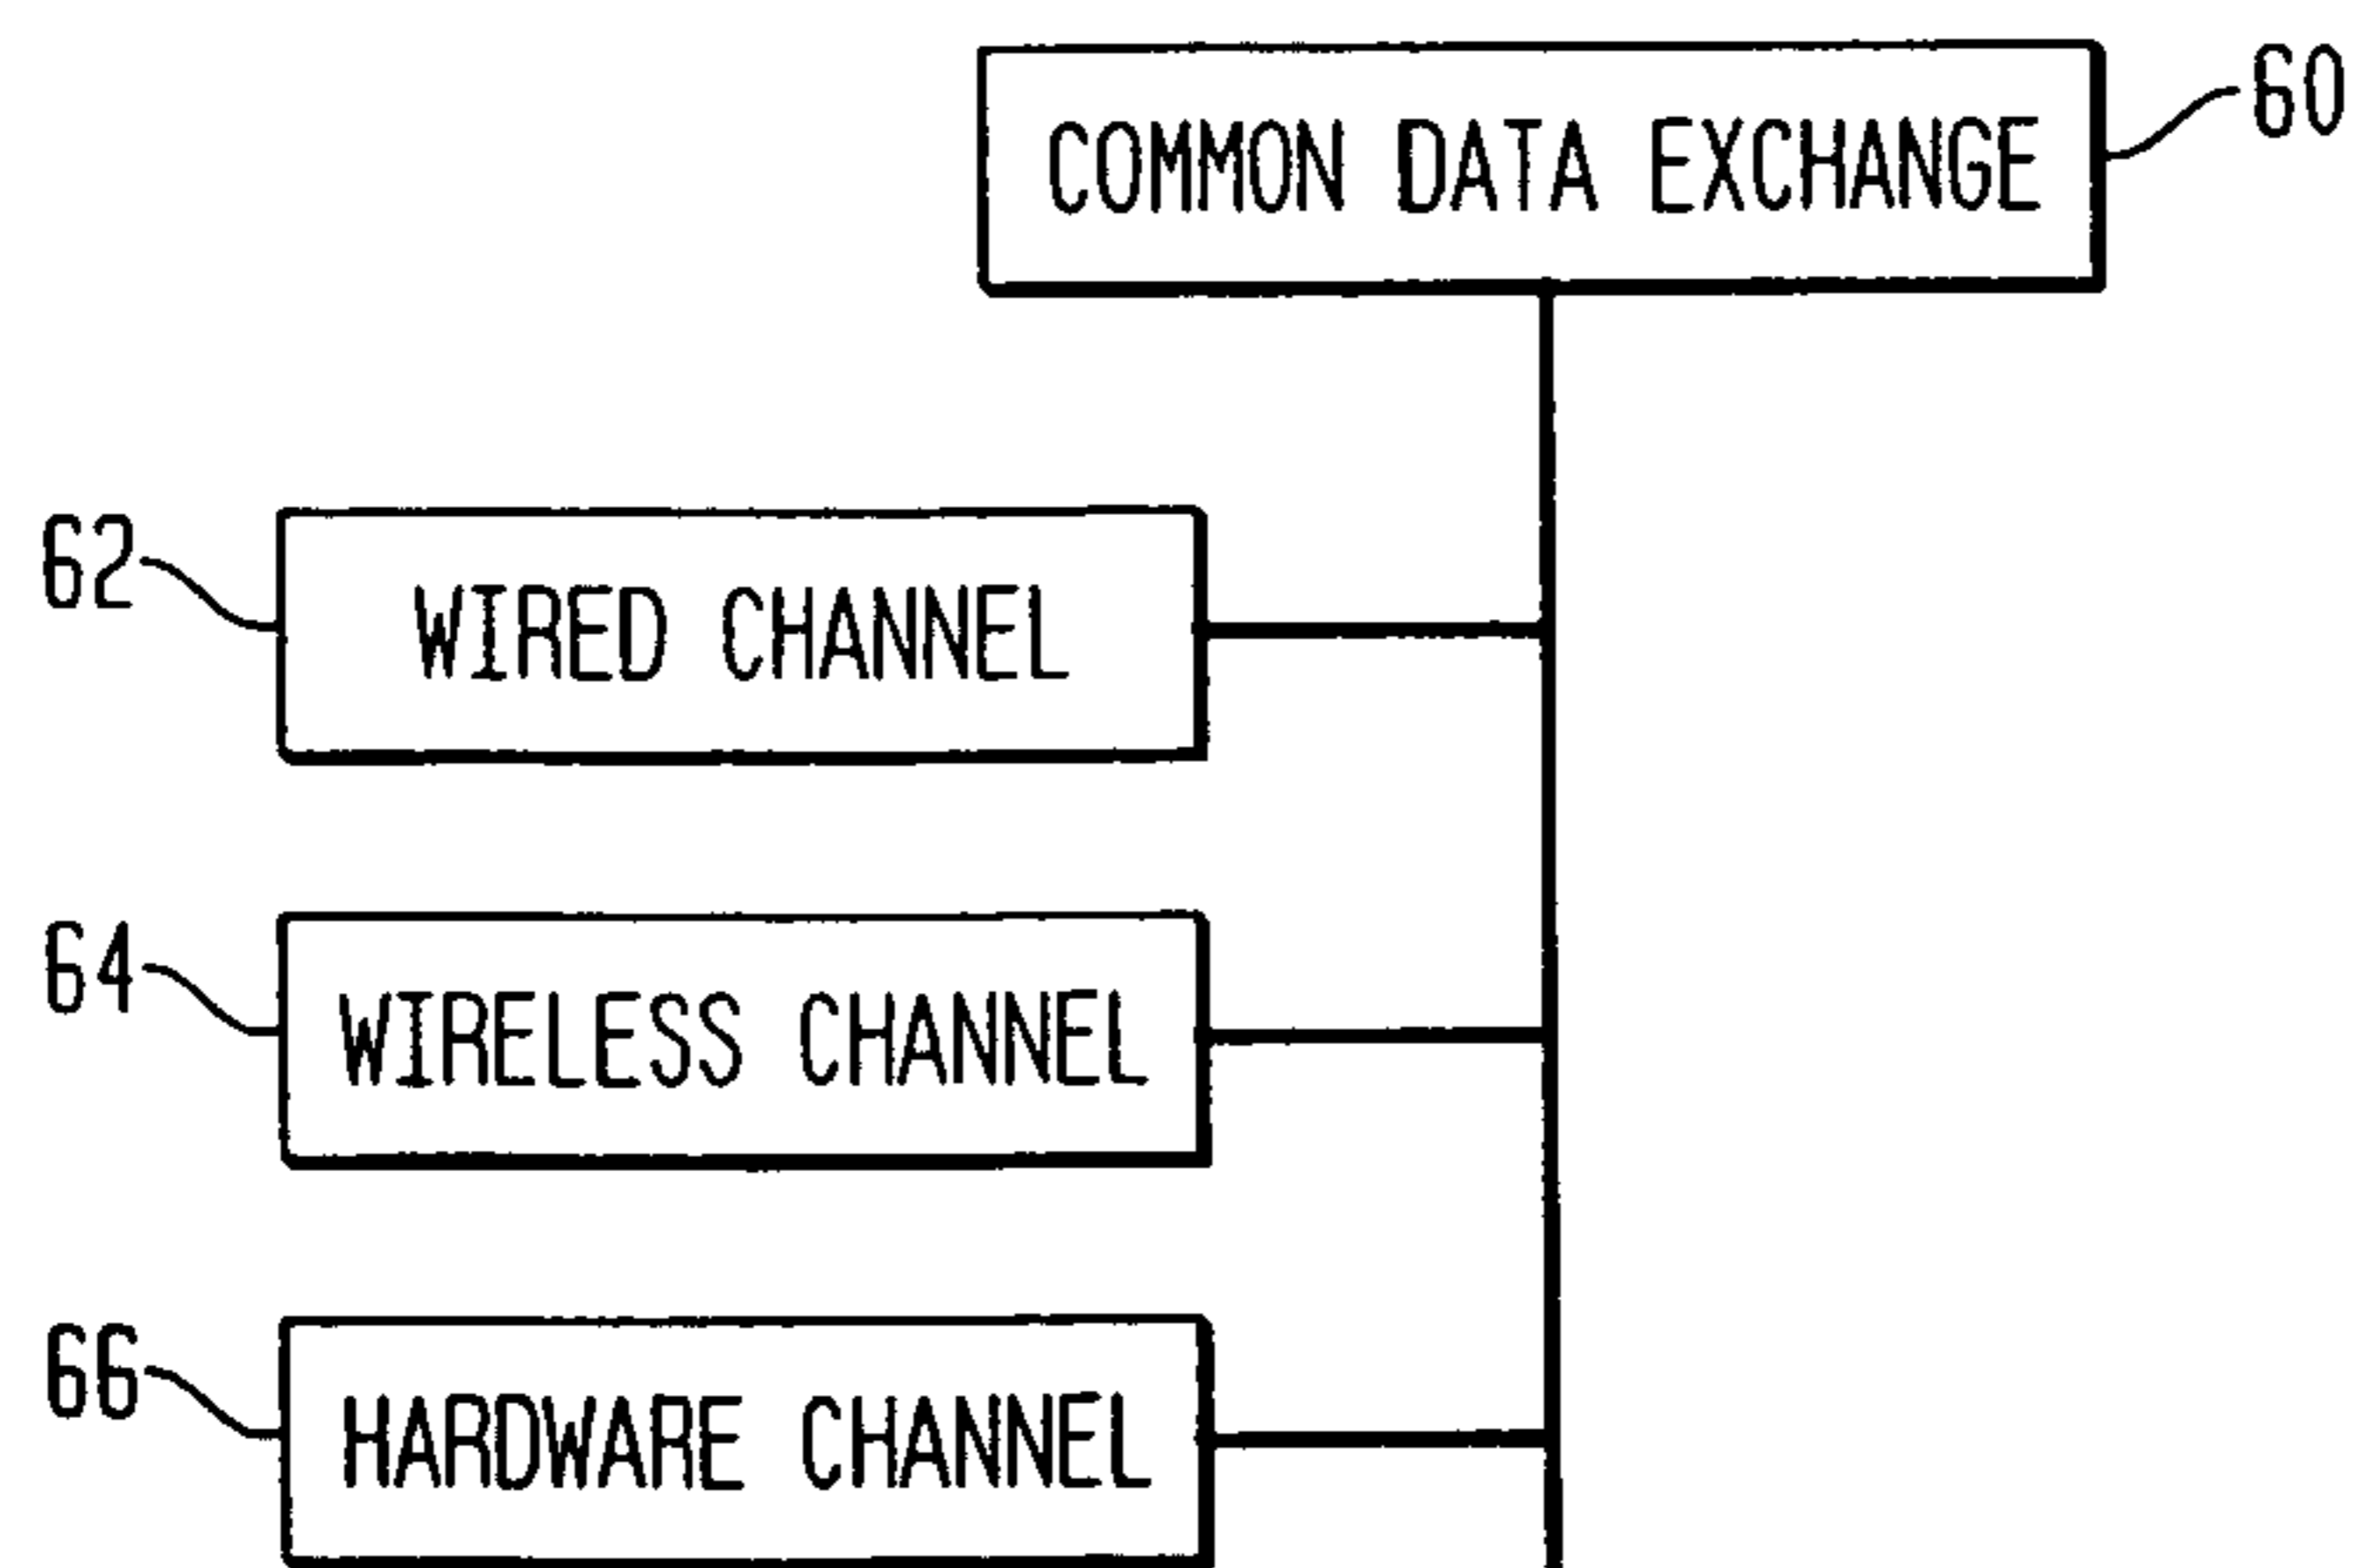 COMMON DATA EXCHANGE
60
62
WIRED CHANNEL
64
WIRELESS CHANNEL
66
HARDWARE CHANNEL